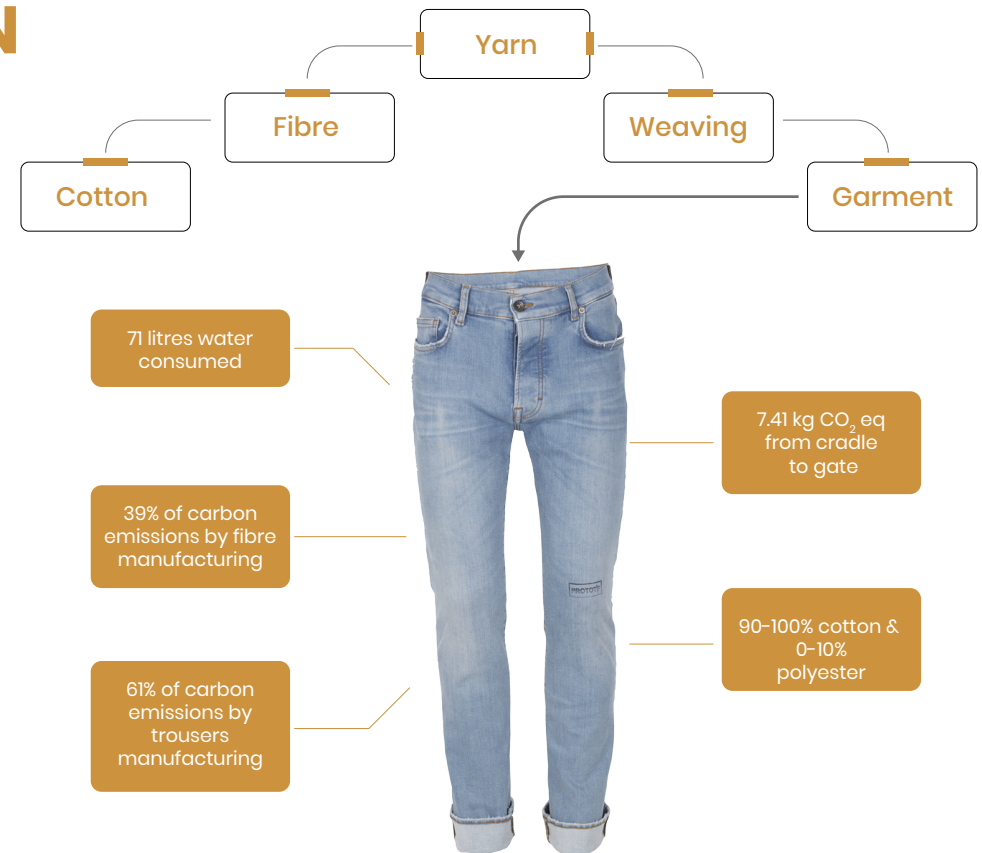 N
Yarn
Fibre
Weaving
Cotton
Garment
71 litres water
consumed
7.41 kg CO₂ eq
from cradle
to gate
39% of carbon
emissions by fibre
manufacturing
90-100% cotton &
0-10%
polyester
61% of carbon
emissions by
trousers
manufacturing